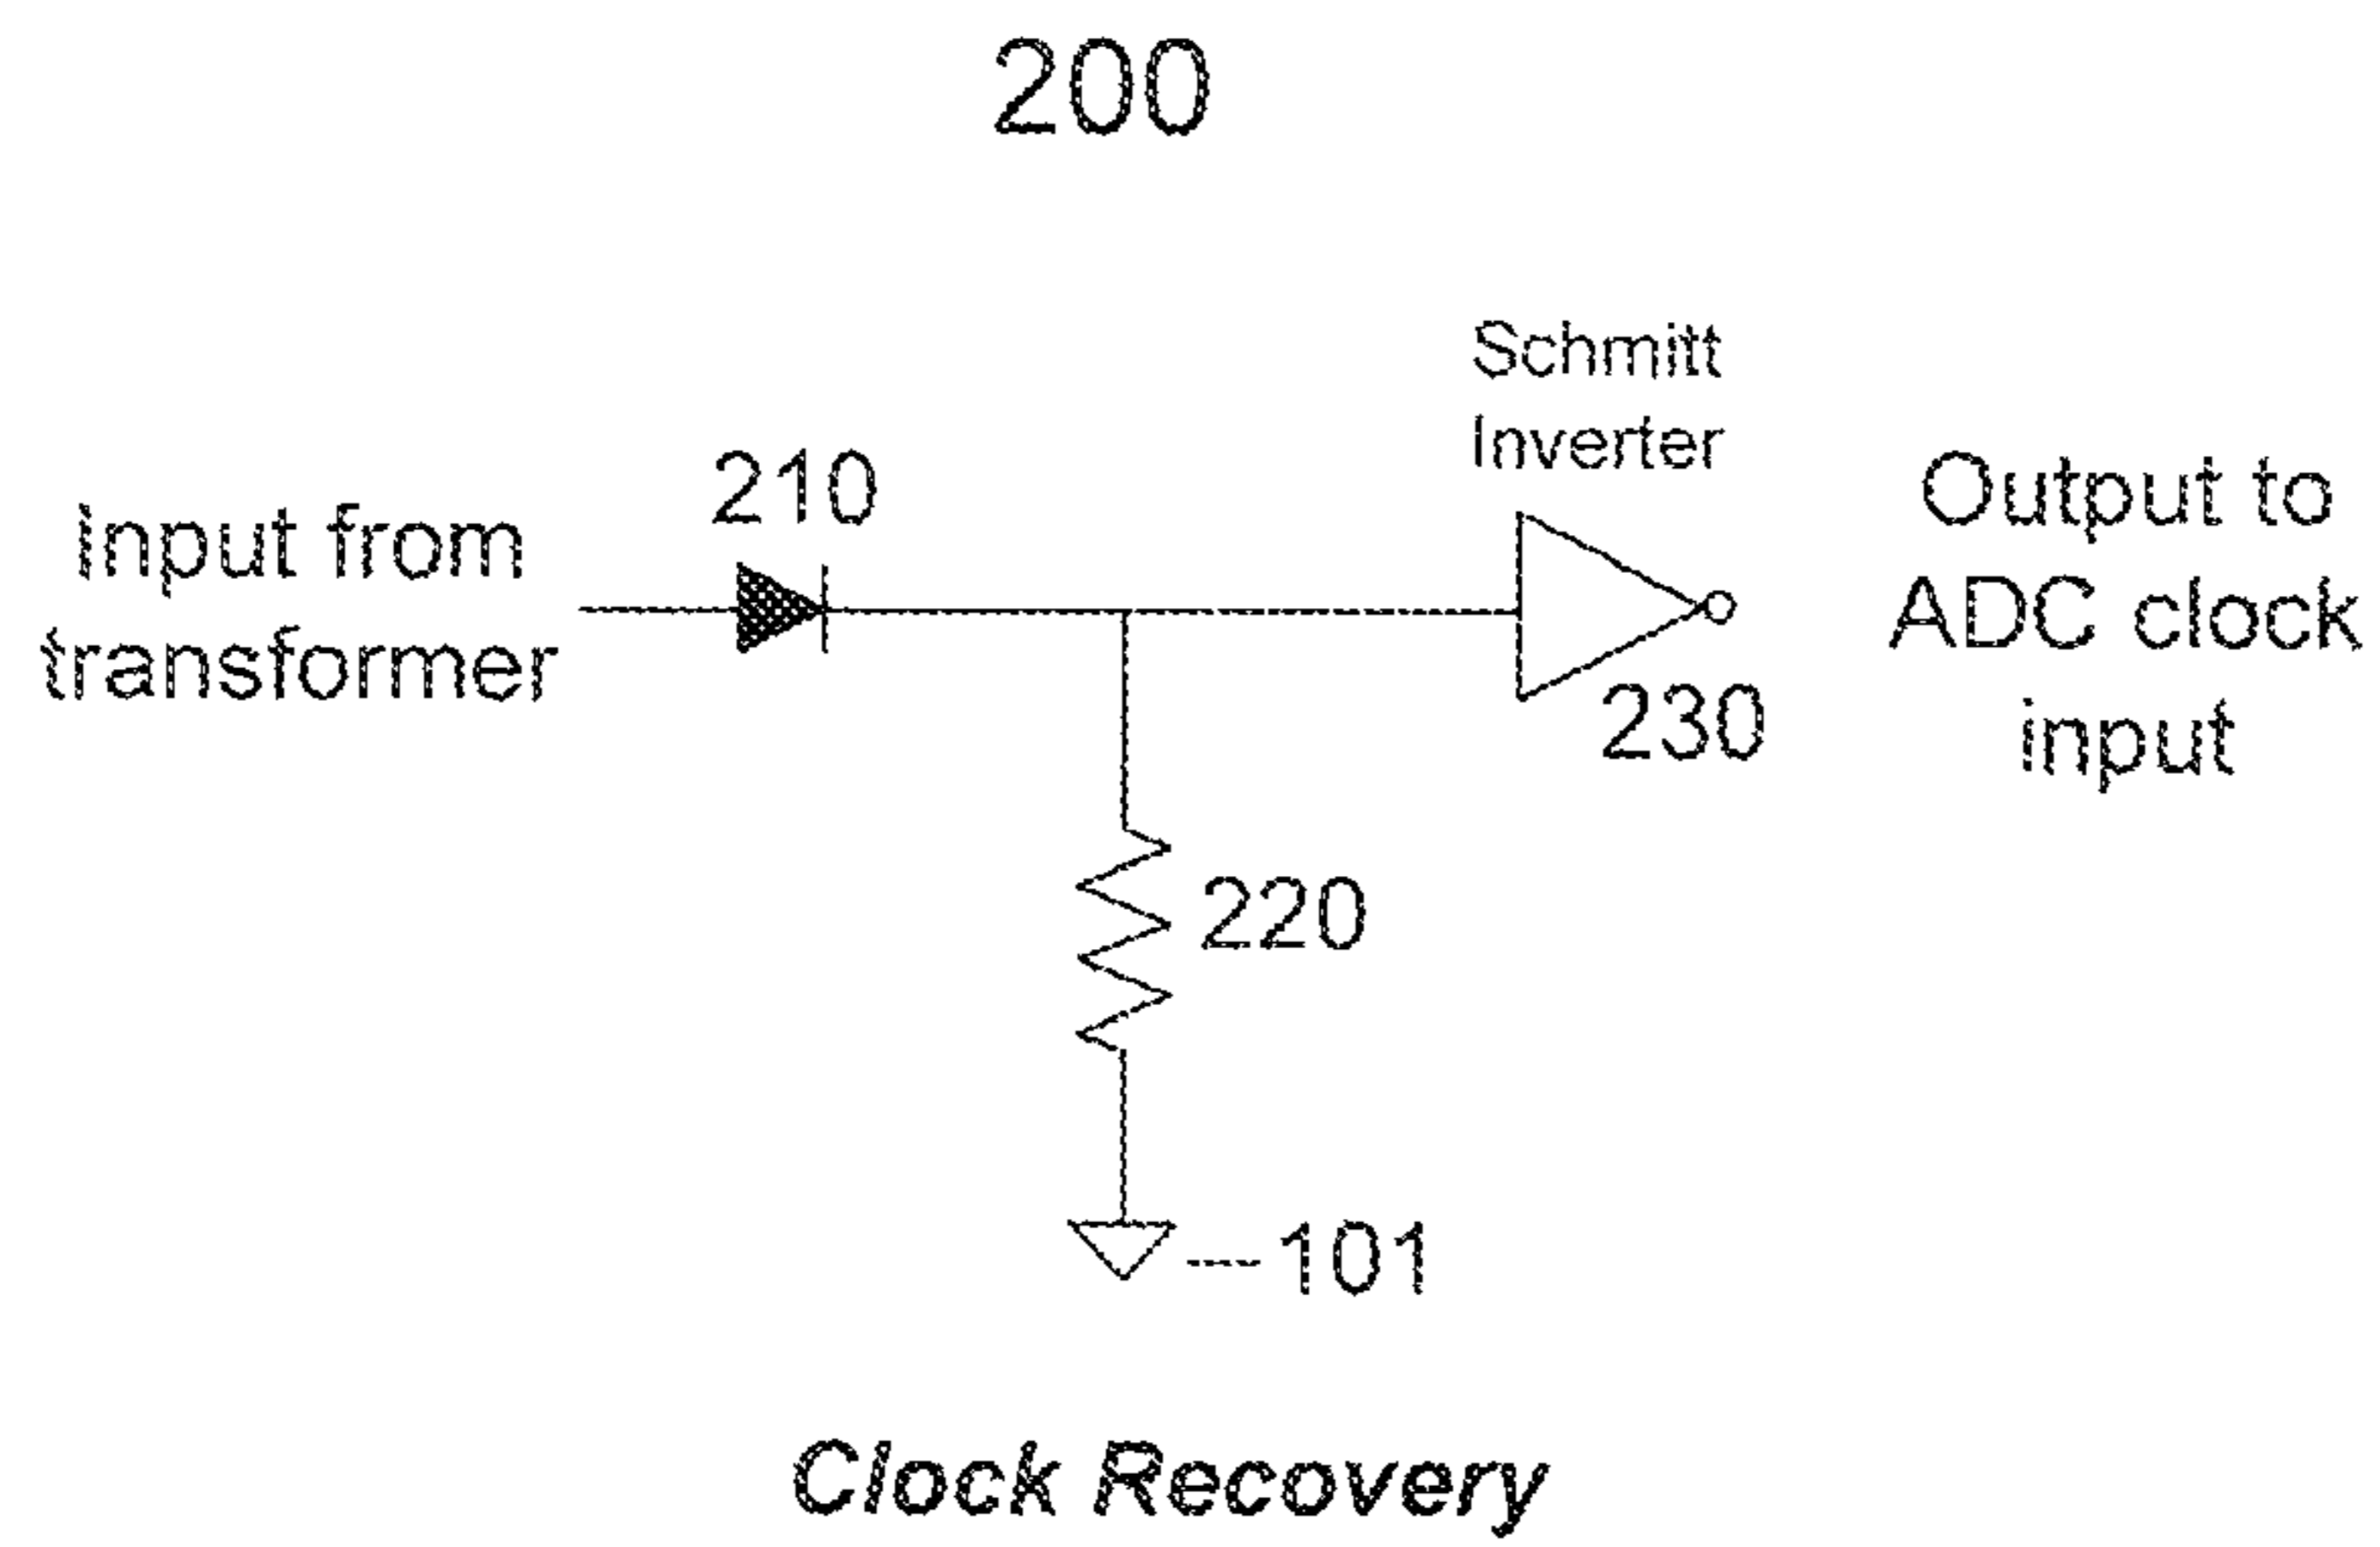 200
Schmitt
Inverter
210
Input from
transformer
Output to
ADC clock
input
230
220
101
Clock Recovery